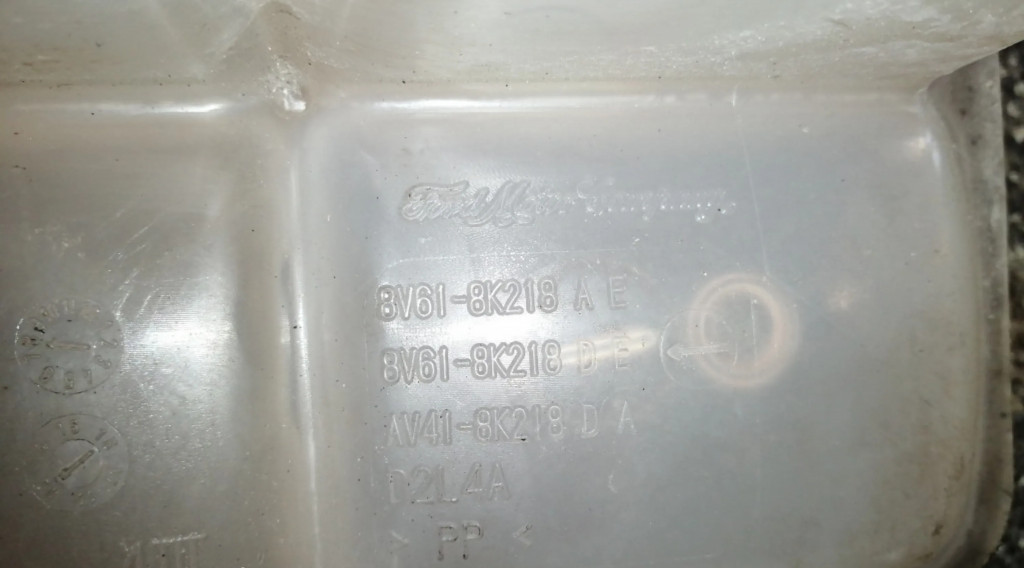 Ford Motor Company
8V61-8K218 A E
8V61-8K218 D E
AV41-8K218 D A
D2L4A
> PP <